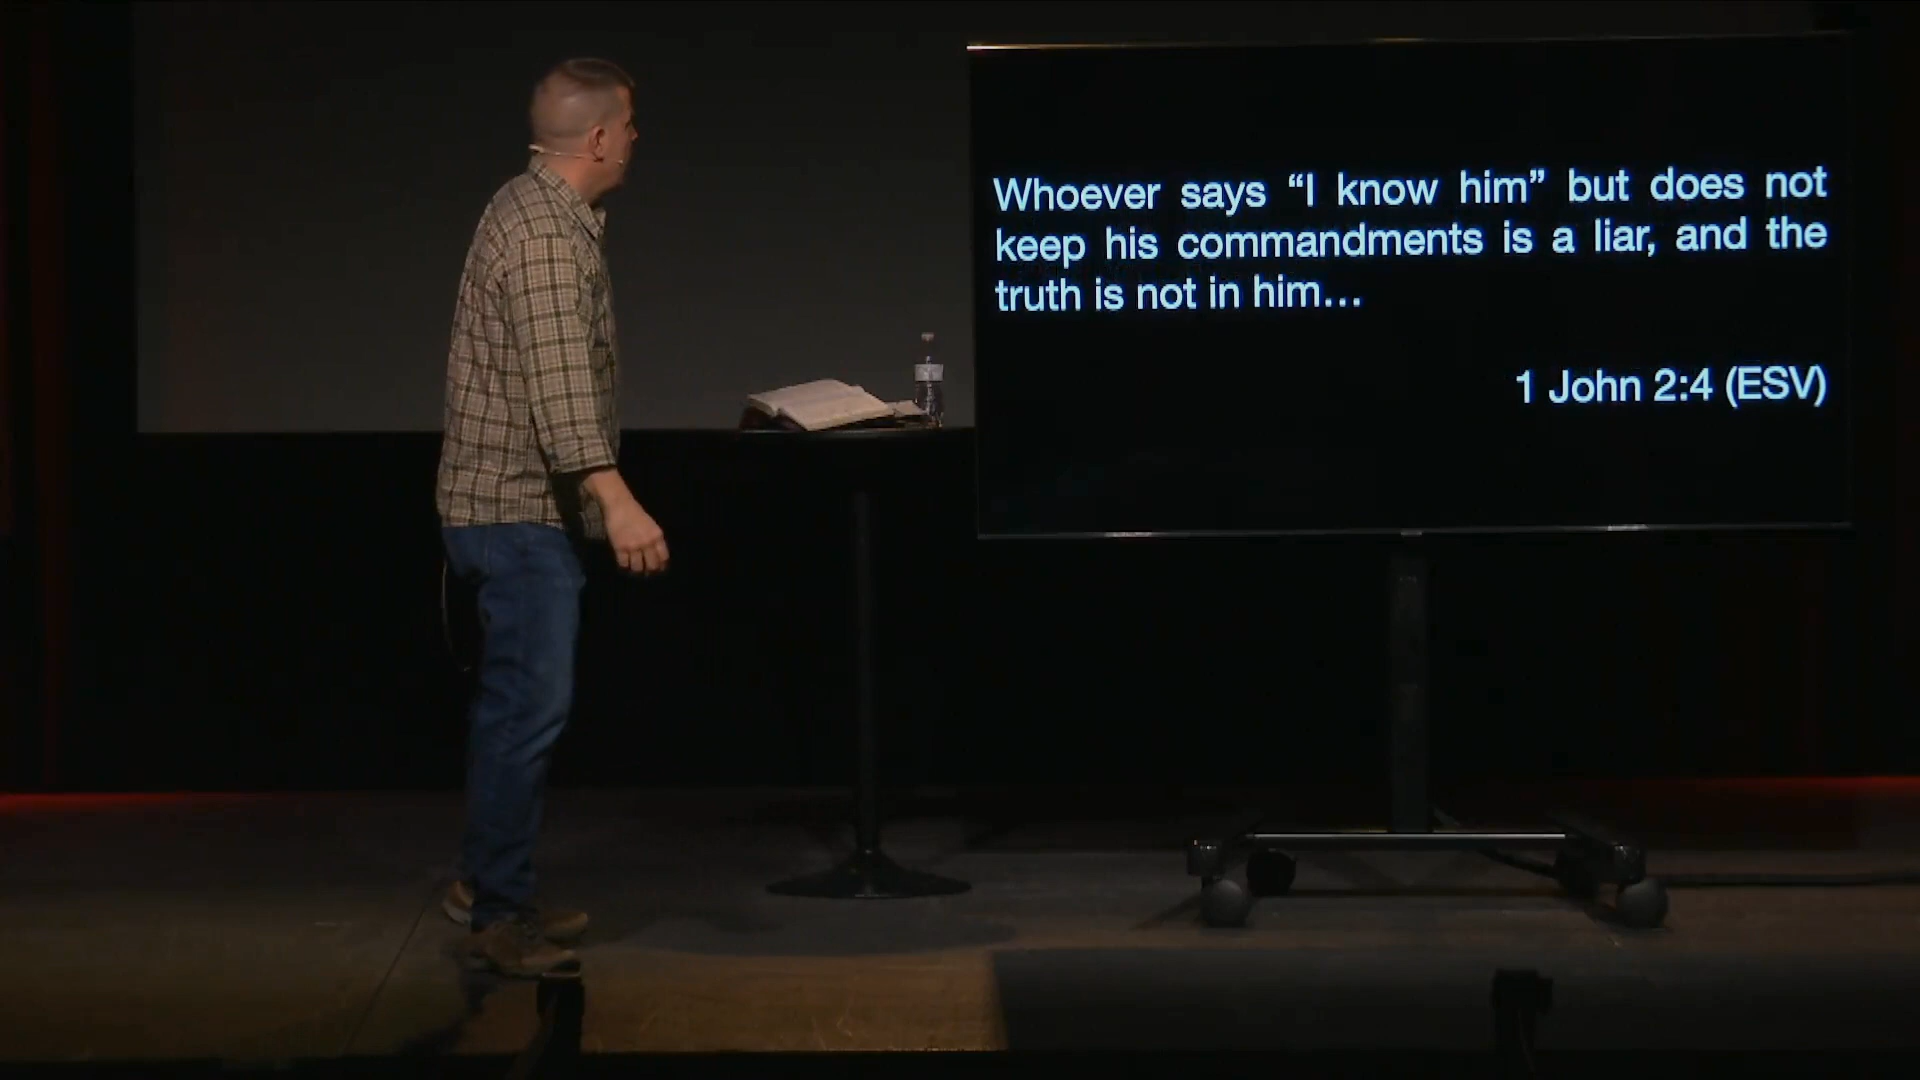 Whoever says “I know him” but does not
keep his commandments is a liar, and the
truth is not in him…
1 John 2:4 (ESV)